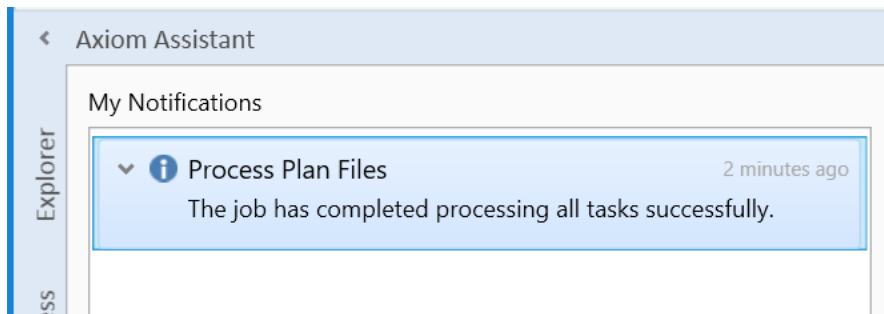 Axiom Assistant
My Notifications
Explorer
Process Plan Files
2 minutes ago
The job has completed processing all tasks successfully.